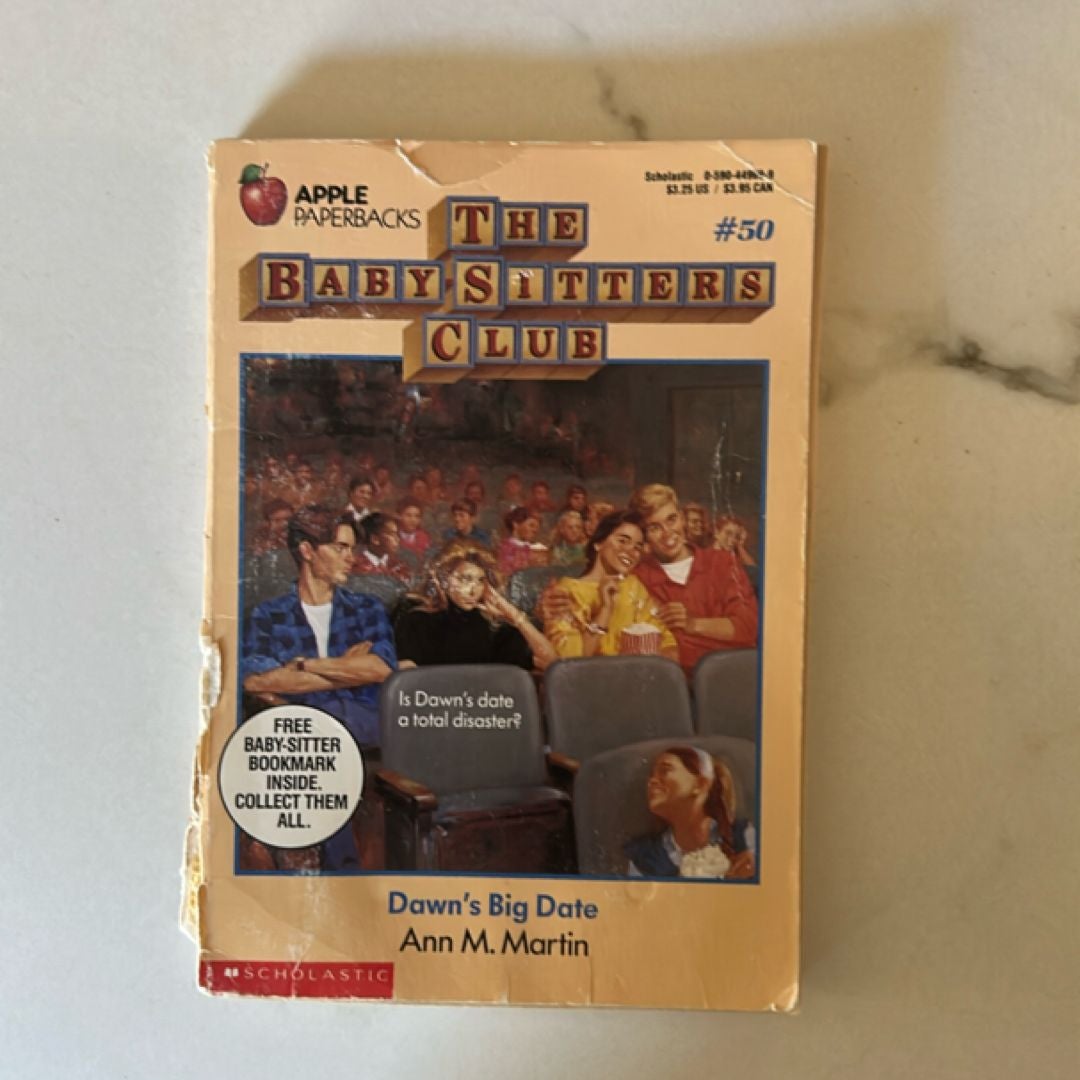 APPLE
PAPERBACKS
Scholastic
$3.25 US / $3.95 CAN
#50
THE
BABY-SITTERS
CLUB
Is Dawn's date
a total disaster?
FREE
BABY-SITTER
BOOKMARK
INSIDE.
COLLECT THEM
ALL.
Dawn's Big Date
Ann M. Martin
SCHOLASTIC